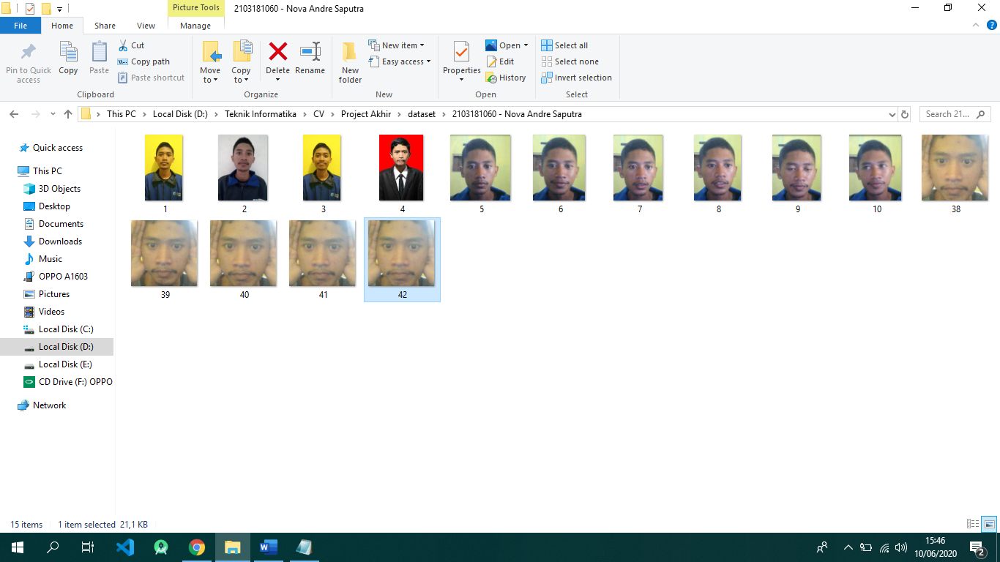 Picture Tools
2103181060 - Nova Andre Saputra
File
Home
Share
View
Manage
Pin to Quick access
Copy
Paste
Cut
Copy path
Paste shortcut
Clipboard
Move to
Copy to
Delete
Rename
Organize
New folder
New item
Easy access
New
Properties
Open
Edit
History
Open
Select all
Select none
Invert selection
Select
This PC
Local Disk (D:)
Teknik Informatika
CV
Project Akhir
dataset
2103181060 - Nova Andre Saputra
Search 21...
Quick access
This PC
3D Objects
Desktop
Documents
Downloads
Music
OPPO A1603
Pictures
Videos
Local Disk (C:)
Local Disk (D:)
Local Disk (E:)
CD Drive (F:) OPPO
Network
1
2
3
4
5
6
7
8
9
10
38
39
40
41
42
15 items
1 item selected 21,1 KB
15:46
10/06/2020
2